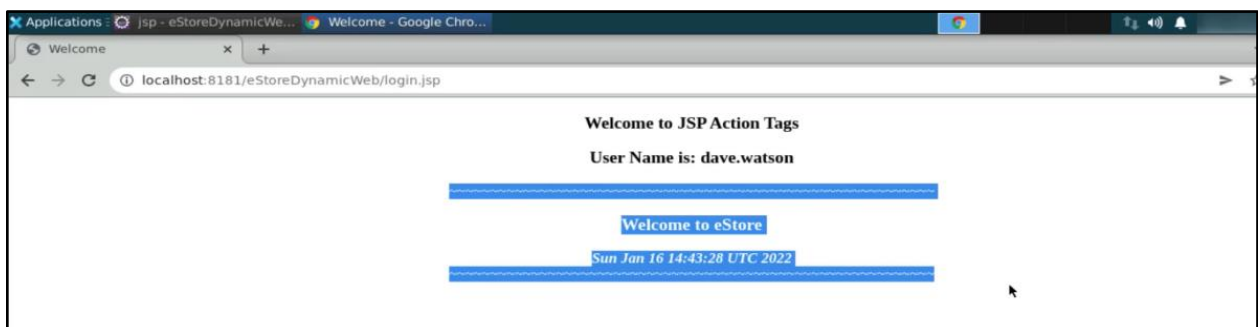 Applications : jsp - eStoreDynamicWe... Welcome - Google Chro...
Welcome × +
localhost:8181/eStoreDynamicWeb/login.jsp
Welcome to JSP Action Tags
User Name is: dave.watson
Welcome to eStore
Sun Jan 16 14:43:28 UTC 2022